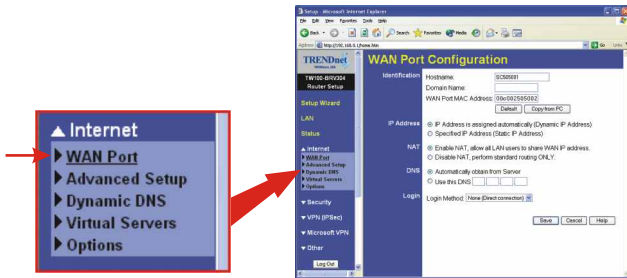 Internet
WAN Port
Advanced Setup
Dynamic DNS
Virtual Servers
Options
Setup - Microsoft Internet Explorer
File Edit View Favorites Tools Help
Back Search Favorites Media
Address Go Links
TRENDnet
TW100-BRV304
Router Setup
Setup Wizard
LAN
Status
Internet
WAN Port
Advanced Setup
Dynamic DNS
Virtual Servers
Options
Security
VPN (IPSec)
Microsoft VPN
Other
Log Out
WAN Port Configuration
Identification
Hostname:
Domain Name:
WAN Port MAC Address: 00c002505002
Default Copy from PC
IP Address
IP Address is assigned automatically (Dynamic IP Address)
Specified IP Address (Static IP Address)
NAT
Enable NAT, allow all LAN users to share WAN IP address.
Disable NAT, perform standard routing ONLY.
DNS
Automatically obtain from Server
Use this DNS
Login
Login Method: None (Direct connection)
Save Cancel Help